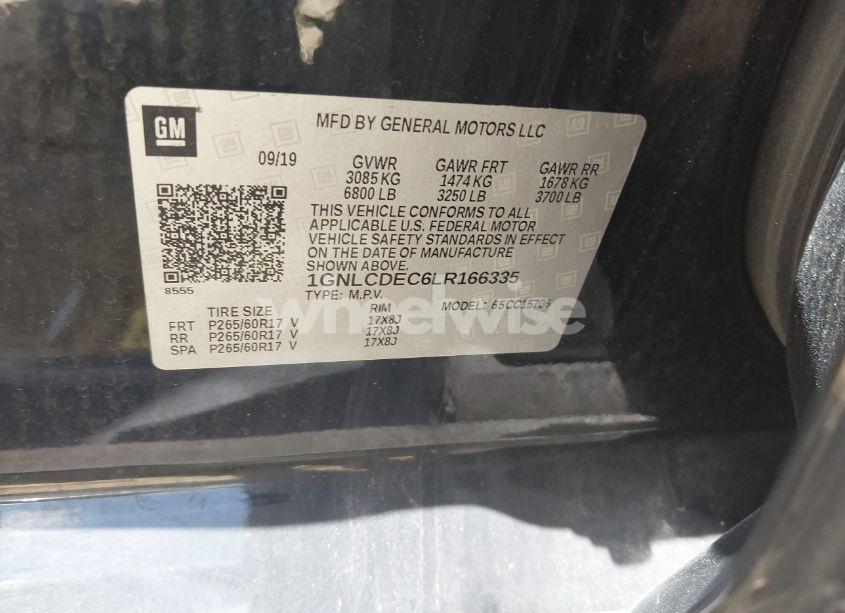 GM
MFD BY GENERAL MOTORS LLC
09/19 GVWR GAWR FRT GAWR RR
3085 KG 1474 KG 1678 KG
6800 LB 3250 LB 3700 LB
THIS VEHICLE CONFORMS TO ALL
APPLICABLE U.S. FEDERAL MOTOR
VEHICLE SAFETY STANDARDS IN EFFECT
ON THE DATE OF MANUFACTURE
SHOWN ABOVE.
8555
1GNLCDEC6LR166335
TYPE: M.P.V. MODEL: 65CC15706
wheelwise
TIRE SIZE RIM
FRT P265/60R17 V 17X8J
RR P265/60R17 V 17X8J
SPA P265/60R17 V 17X8J